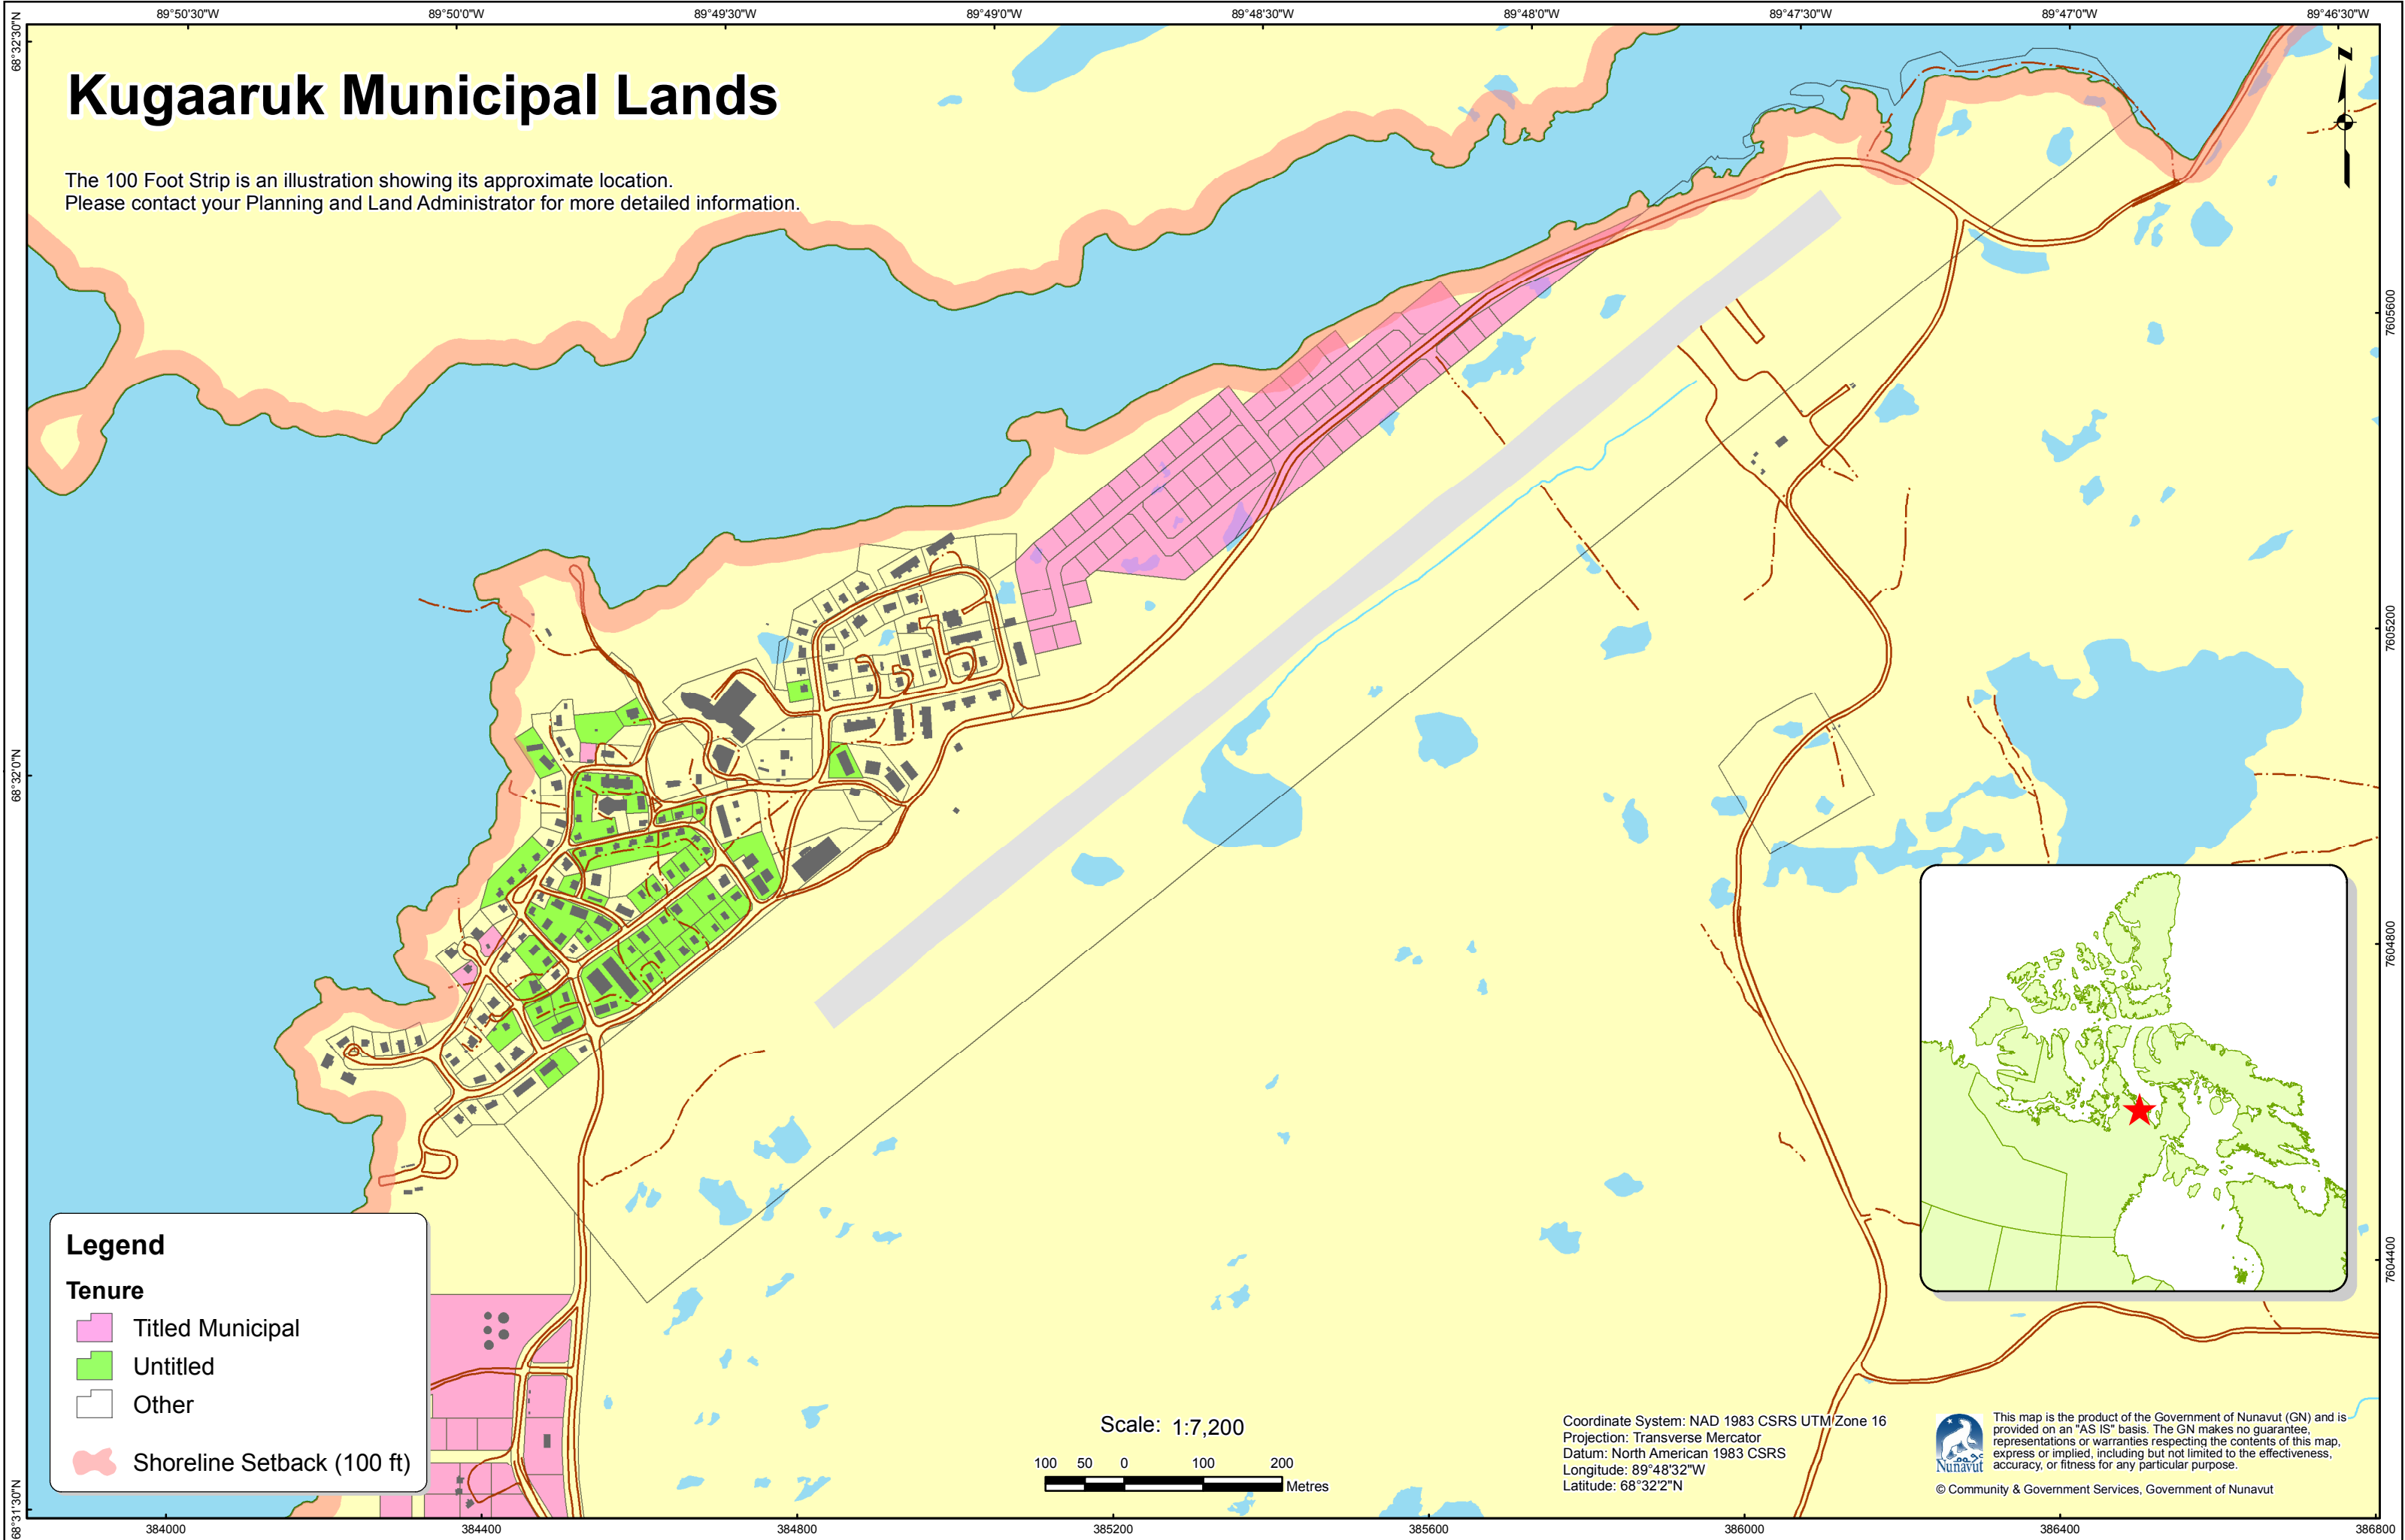 89°50'30"W 89°50'0"W 89°49'30"W 89°49'0"W 89°48'30"W 89°48'0"W 89°47'30"W 89°47'0"W 89°46'30"W
68°32'30"N
68°32'0"N
68°31'30"N
Kugaaruk Municipal Lands
The 100 Foot Strip is an illustration showing its approximate location.
Please contact your Planning and Land Administrator for more detailed information.
N
7605600
7605200
7604800
7604400
Legend
Tenure
Titled Municipal
Untitled
Other
Shoreline Setback (100 ft)
Scale: 1:7,200
100 50 0 100 200
Metres
Coordinate System: NAD 1983 CSRS UTM Zone 16
Projection: Transverse Mercator
Datum: North American 1983 CSRS
Longitude: 89°48'32"W
Latitude: 68°32'2"N
Nunavut
This map is the product of the Government of Nunavut (GN) and is
provided on an "AS IS" basis. The GN makes no guarantee,
representations or warranties respecting the contents of this map,
express or implied, including but not limited to the effectiveness,
accuracy, or fitness for any particular purpose.
© Community & Government Services, Government of Nunavut
384000 384400 384800 385200 385600 386000 386400 386800